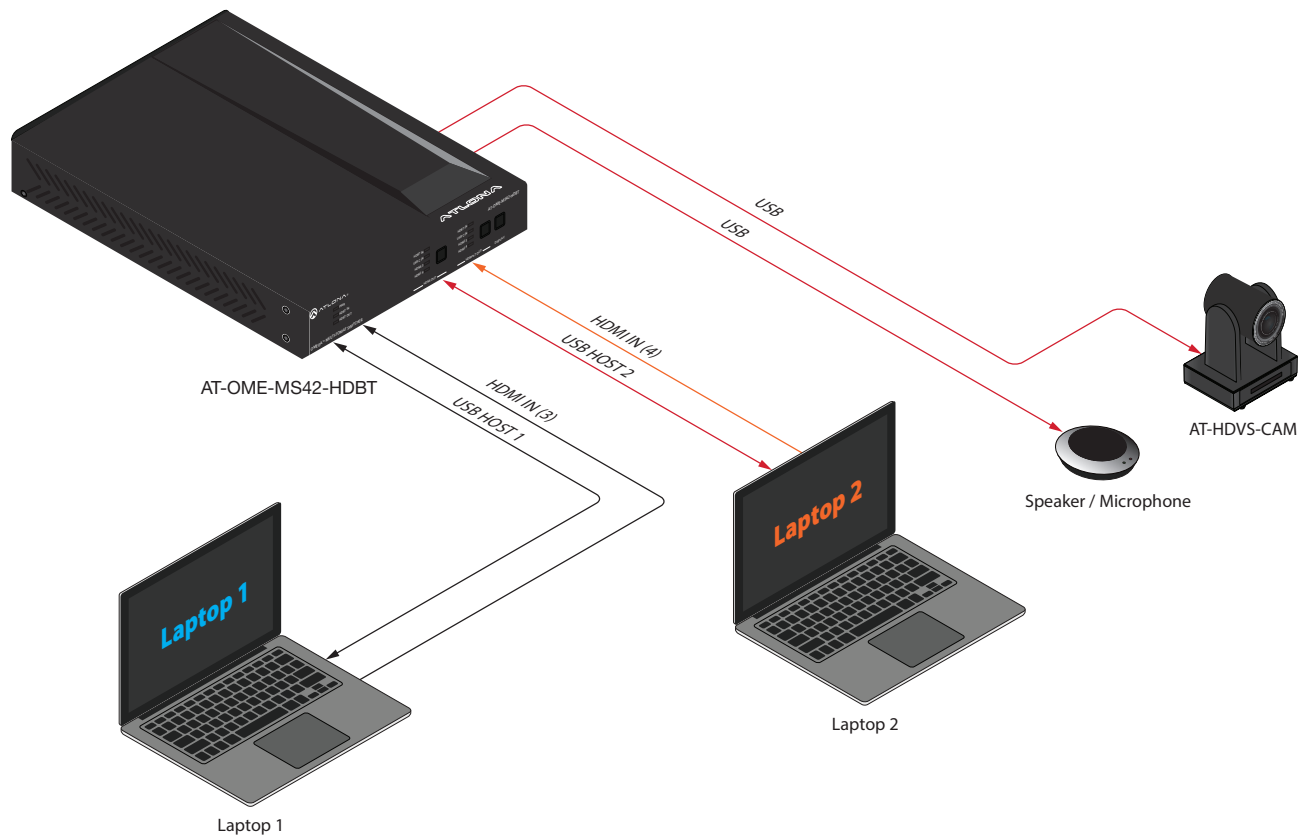 ATLONA
ATLONA
USB
USB
HDMI IN (4)
USB HOST 2
HDMI IN (3)
USB HOST 1
AT-OME-MS42-HDBT
AT-HDVS-CAM
Speaker / Microphone
Laptop 1
Laptop 2
Laptop 2
Laptop 1